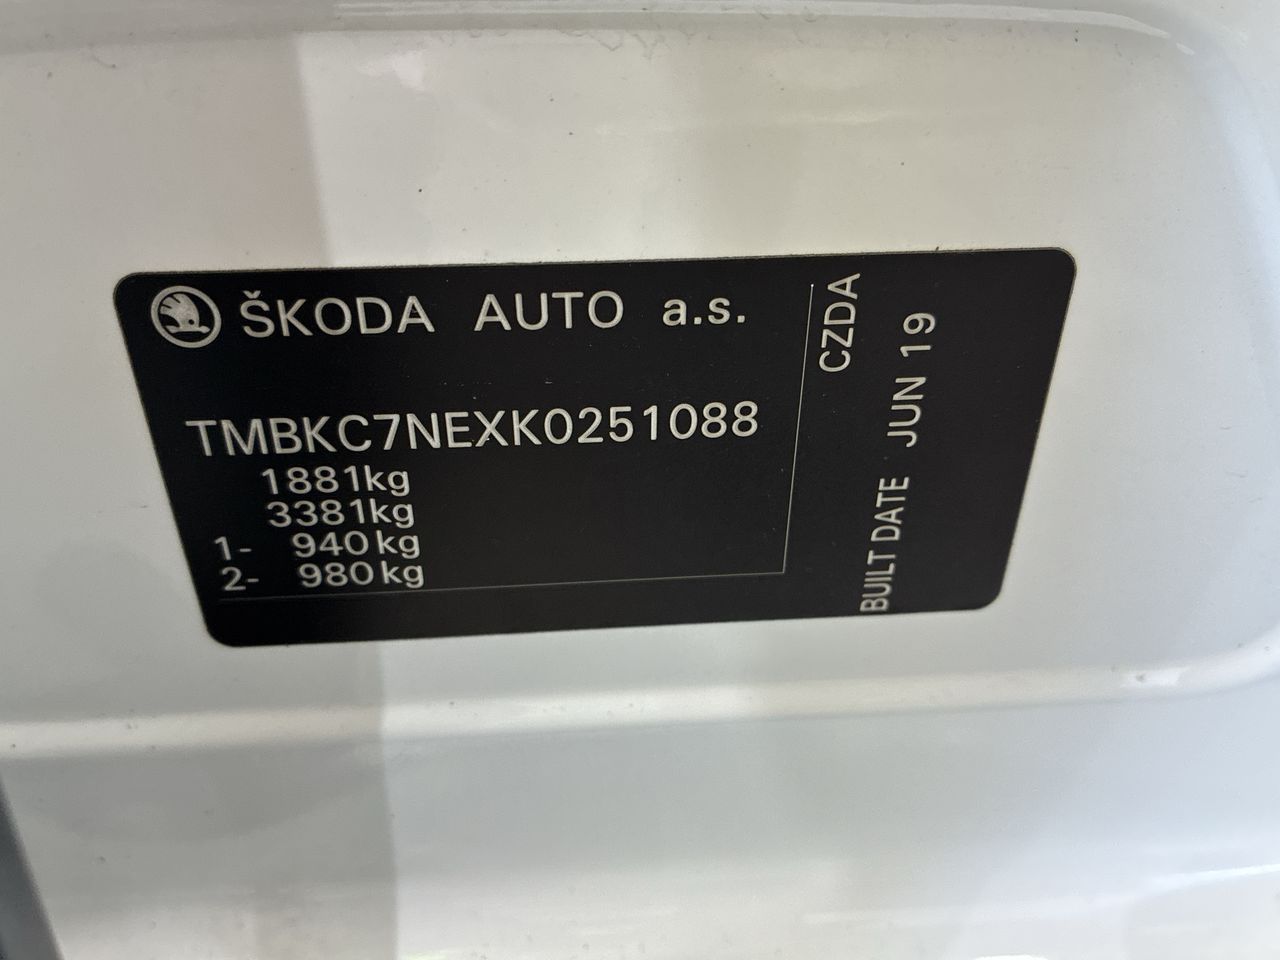 ŠKODA AUTO a.s.
TMBKC7NEXK0251088
1881kg
3381kg
1- 940kg
2- 980kg
CZDA
BUILT DATE JUN 19